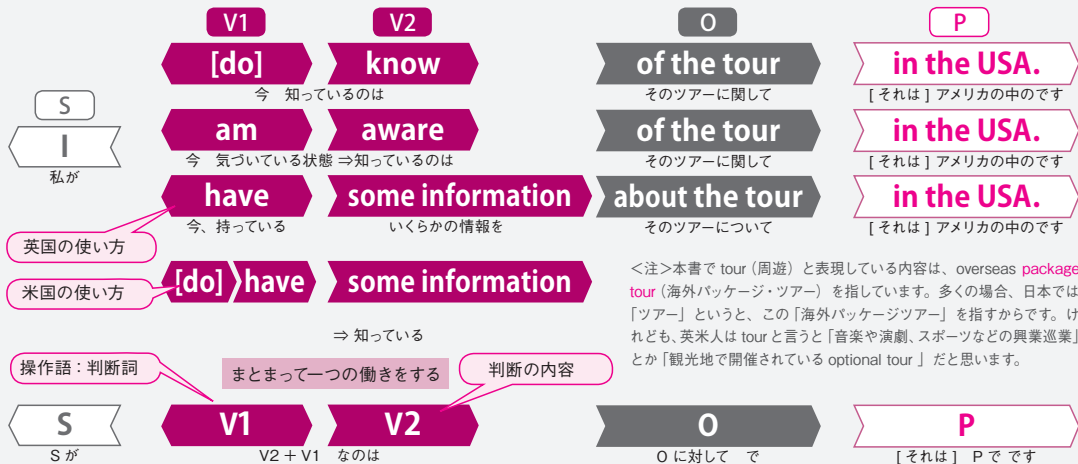 V1 V2 O P
[do] know of the tour in the USA.
今 知っているのは そのツアーに関して [ それは ] アメリカの中のです
S
I am aware of the tour in the USA.
私が 今 気づいている状態 ⇒知っているのは そのツアーに関して [ それは ] アメリカの中のです
have some information about the tour in the USA.
今、持っている いくらかの情報を そのツアーについて [ それは ] アメリカの中のです
英国の使い方
米国の使い方
[do] have some information
⇒ 知っている
<注>本書で tour（周遊）と表現している内容は、overseas package
tour（海外パッケージ・ツアー）を指しています。多くの場合、日本では
「ツアー」というと、この「海外パッケージツアー」を指すからです。け
れども、英米人は tour と言うと「音楽や演劇、スポーツなどの興業巡業」
とか「観光地で開催されている optional tour 」だと思います。
操作語：判断詞 まとまって一つの働きをする 判断の内容
S V1 V2 O P
S が V2 + V1 なのは O に対して で [ それは ] P で です